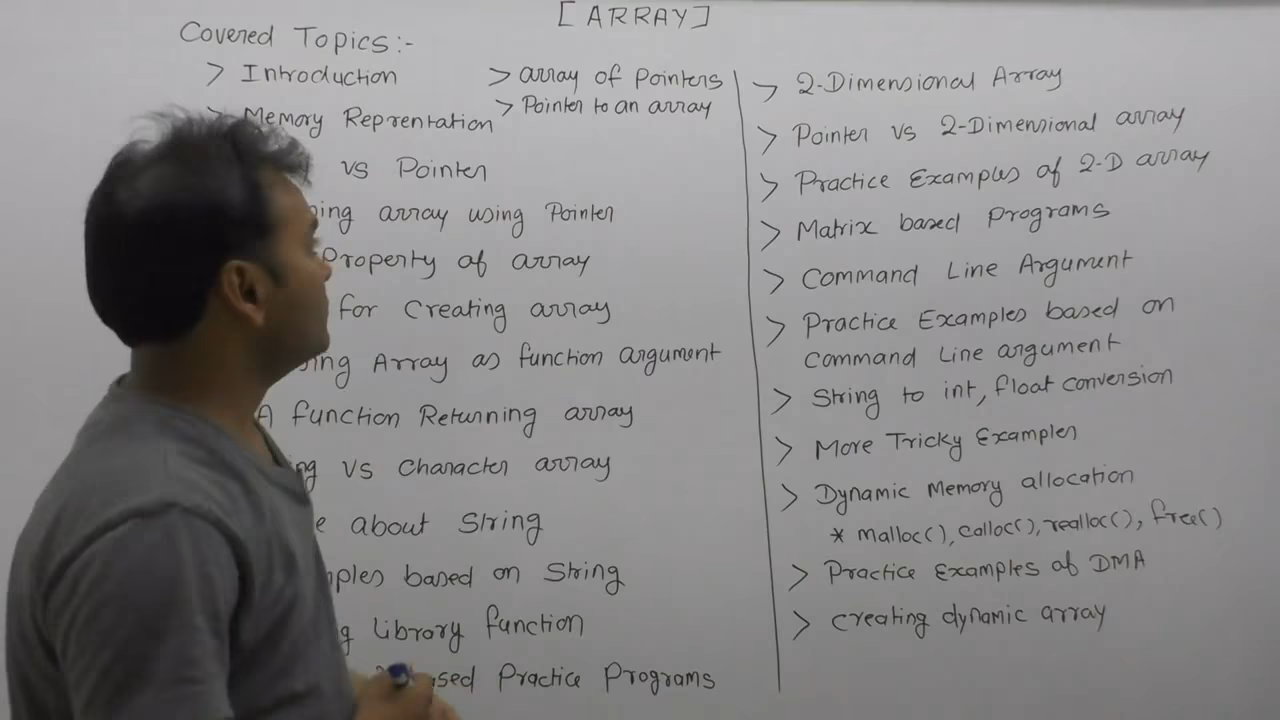 [ARRAY]
Covered Topics:-
> Introduction
> Memory Reprentation
vs Pointer
array using Pointer
Property of array
for Creating array
Array as function argument
A function Returning array
vs Character array
about String
based on String
Library function
Practice Programs
> array of Pointers
> Pointer to an array
> 2-Dimensional Array
> Pointer vs 2-Dimensional array
> Practice Examples of 2-D array
> Matrix based Programs
> Command Line Argument
> Practice Examples based on
Command Line argument
> String to int, float conversion
> More Tricky Examples
> Dynamic Memory allocation
* malloc(), calloc(), realloc(), free()
> Practice Examples of DMA
> creating dynamic array